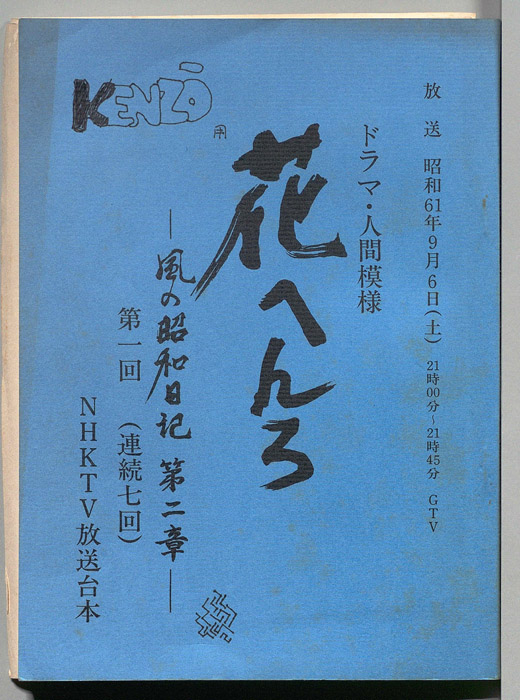 放送 昭和61年9月6日(土) 21時00分~21時45分 GTV
ドラマ・人間模様
花へんろ
―風の昭和日記 第二章―
第一回 (連続七回)
NHKTV放送台本
KENZO
用